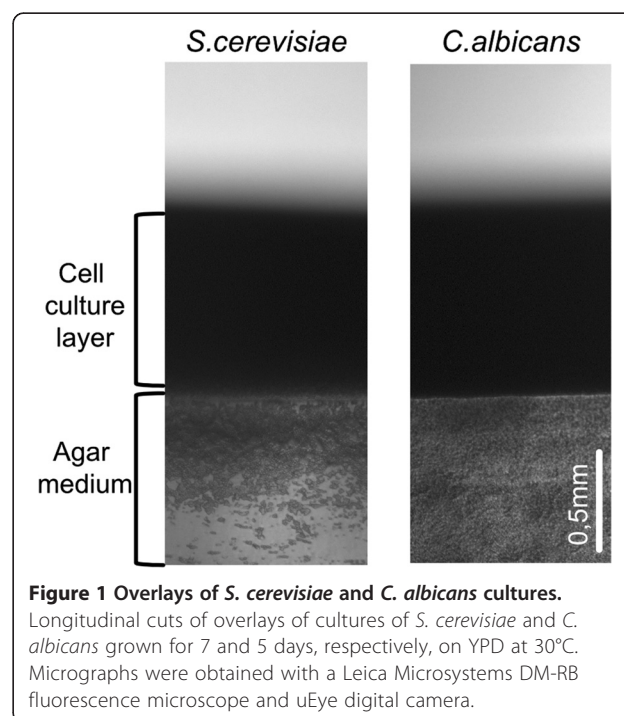 S.cerevisiae C.albicans
Cell
culture
layer
Agar
medium
0,5mm
Figure 1 Overlays of S. cerevisiae and C. albicans cultures.
Longitudinal cuts of overlays of cultures of S. cerevisiae and C.
albicans grown for 7 and 5 days, respectively, on YPD at 30°C.
Micrographs were obtained with a Leica Microsystems DM-RB
fluorescence microscope and uEye digital camera.